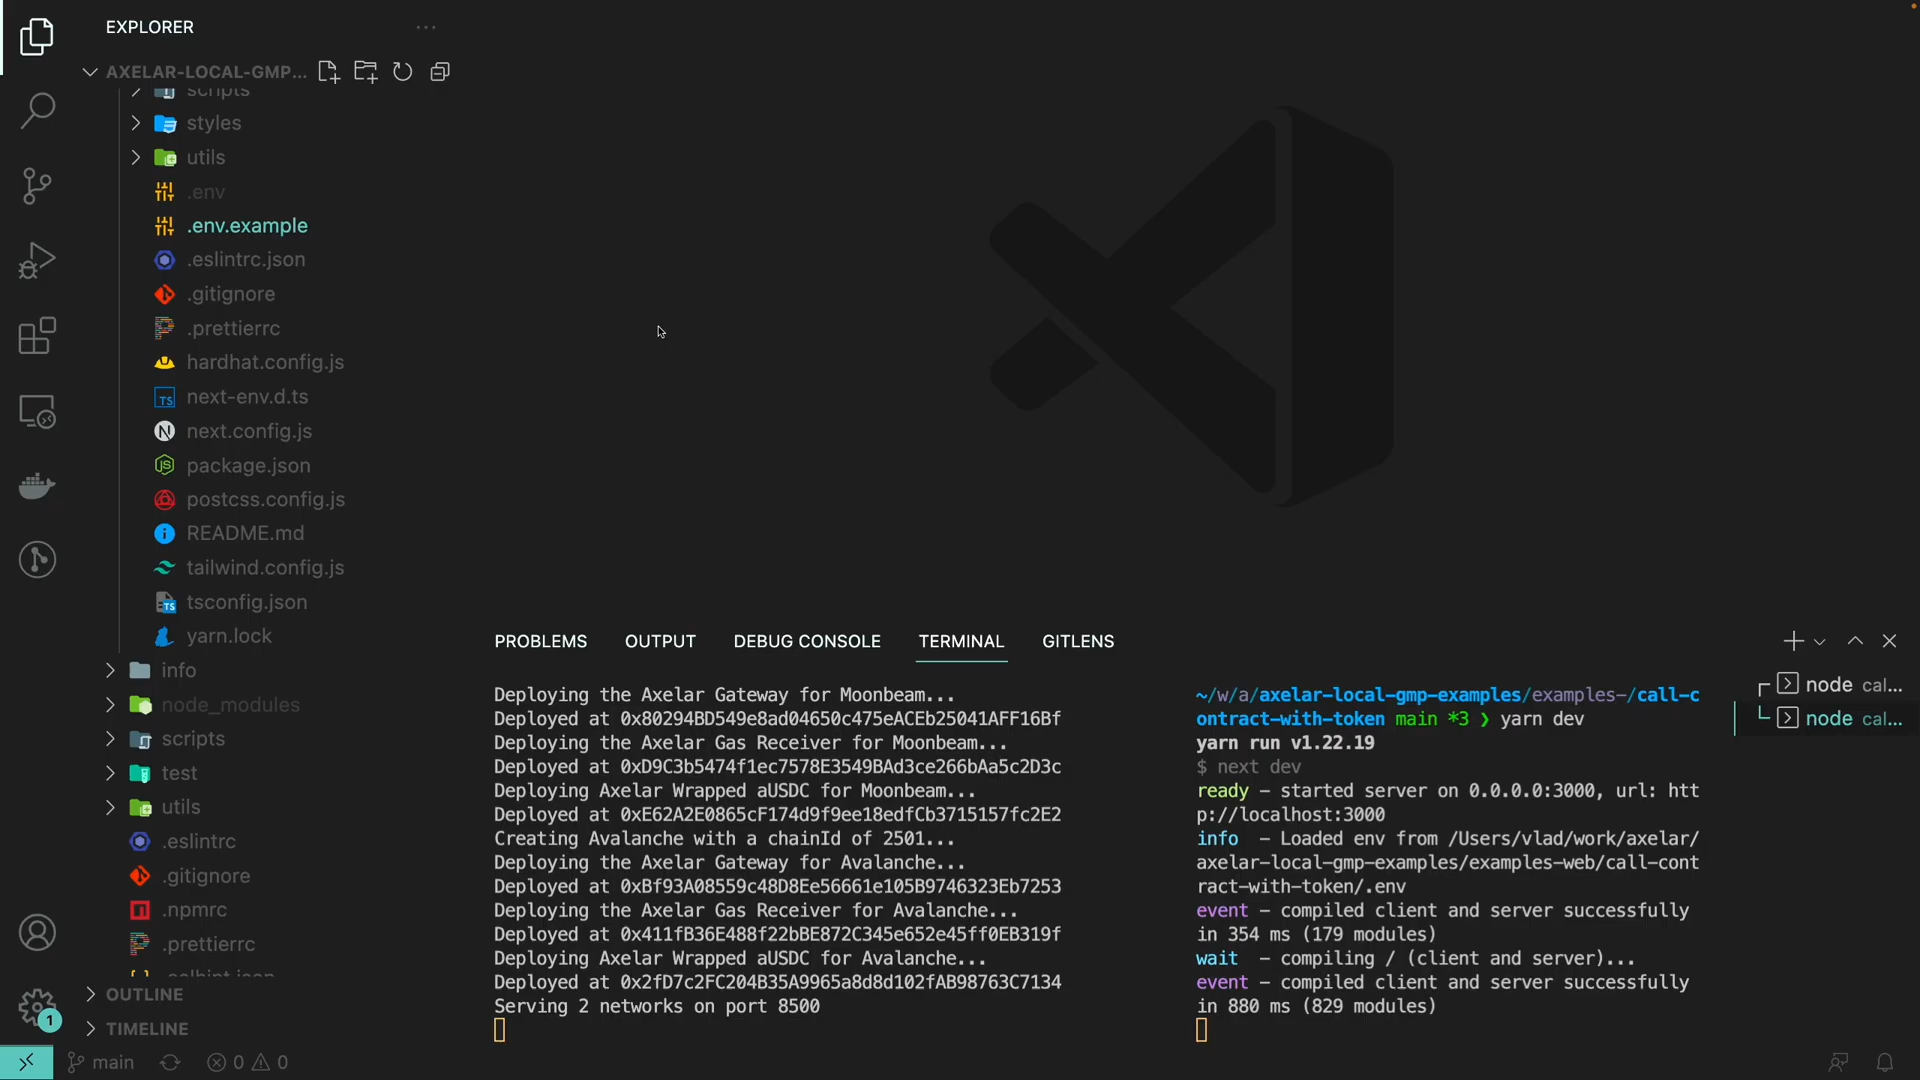 EXPLORER
AXELAR-LOCAL-GMP...
scripts
styles
utils
.env
.env.example
.eslintrc.json
.gitignore
.prettierrc
hardhat.config.js
next-env.d.ts
next.config.js
package.json
postcss.config.js
README.md
tailwind.config.js
tsconfig.json
yarn.lock
info
node_modules
scripts
test
utils
.eslintrc
.gitignore
.npmrc
.prettierrc
.solhint.json
OUTLINE
TIMELINE
1
main
0 0
PROBLEMS OUTPUT DEBUG CONSOLE TERMINAL GITLENS
Deploying the Axelar Gateway for Moonbeam...
Deployed at 0x80294BD549e8ad04650c475eACEb25041AFF16Bf
Deploying the Axelar Gas Receiver for Moonbeam...
Deployed at 0xD9C3b5474f1ec7578E3549BAd3ce266bAa5c2D3c
Deploying Axelar Wrapped aUSDC for Moonbeam...
Deployed at 0xE62A2E0865cF174d9f9ee18edfCb3715157fc2E2
Creating Avalanche with a chainId of 2501...
Deploying the Axelar Gateway for Avalanche...
Deployed at 0xBf93A08559c48D8Ee56661e105B9746323Eb7253
Deploying the Axelar Gas Receiver for Avalanche...
Deployed at 0x411fB36E488f22bBE872C345e652e45ff0EB319f
Deploying Axelar Wrapped aUSDC for Avalanche...
Deployed at 0x2fD7c2FC204B35A9965a8d8d102fAB98763C7134
Serving 2 networks on port 8500
~/w/a/axelar-local-gmp-examples/examples-/call-c
ontract-with-token main *3 ❯ yarn dev
yarn run v1.22.19
$ next dev
ready - started server on 0.0.0.0:3000, url: htt
p://localhost:3000
info  - Loaded env from /Users/vlad/work/axelar/
axelar-local-gmp-examples/examples-web/call-cont
ract-with-token/.env
event - compiled client and server successfully
in 354 ms (179 modules)
wait  - compiling / (client and server)...
event - compiled client and server successfully
in 880 ms (829 modules)
node cal...
node cal...